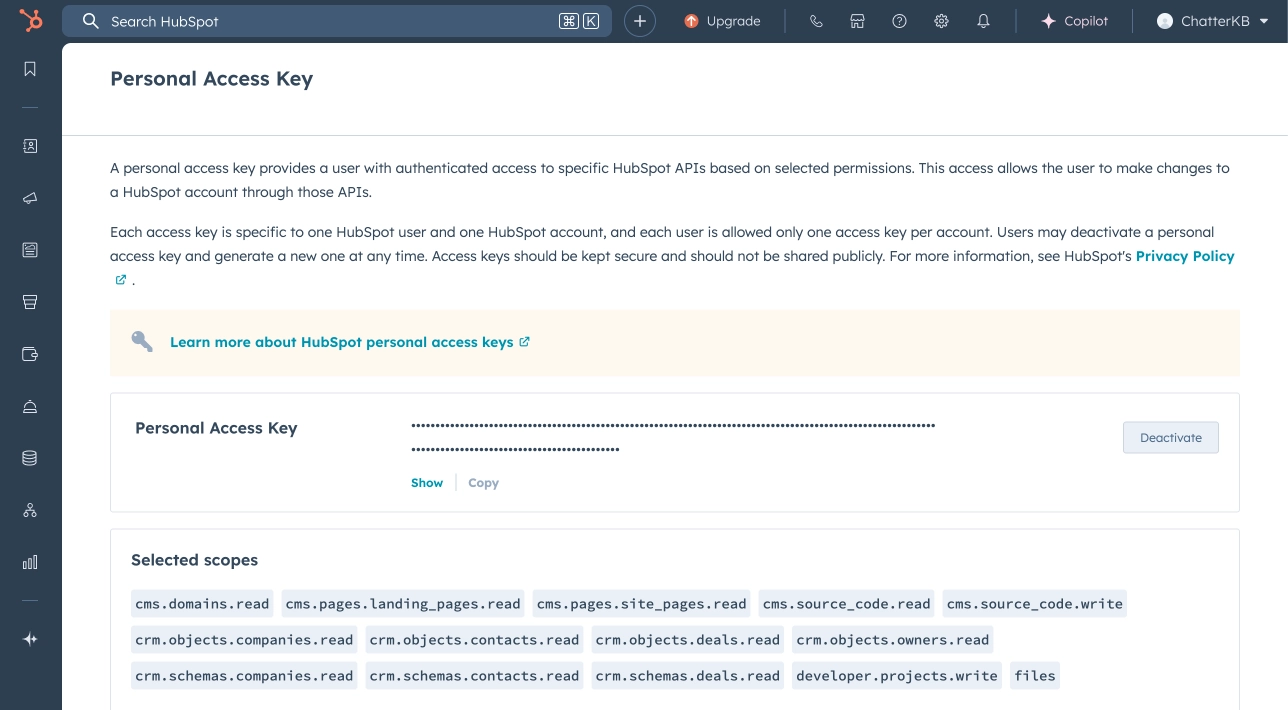 Search HubSpot ⌘ K Upgrade Copilot ChatterKB
Personal Access Key
A personal access key provides a user with authenticated access to specific HubSpot APIs based on selected permissions. This access allows the user to make changes to
a HubSpot account through those APIs.
Each access key is specific to one HubSpot user and one HubSpot account, and each user is allowed only one access key per account. Users may deactivate a personal
access key and generate a new one at any time. Access keys should be kept secure and should not be shared publicly. For more information, see HubSpot's Privacy Policy
.
Learn more about HubSpot personal access keys
Personal Access Key
Deactivate
Show Copy
Selected scopes
cms.domains.read cms.pages.landing_pages.read cms.pages.site_pages.read cms.source_code.read cms.source_code.write
crm.objects.companies.read crm.objects.contacts.read crm.objects.deals.read crm.objects.owners.read
crm.schemas.companies.read crm.schemas.contacts.read crm.schemas.deals.read developer.projects.write files